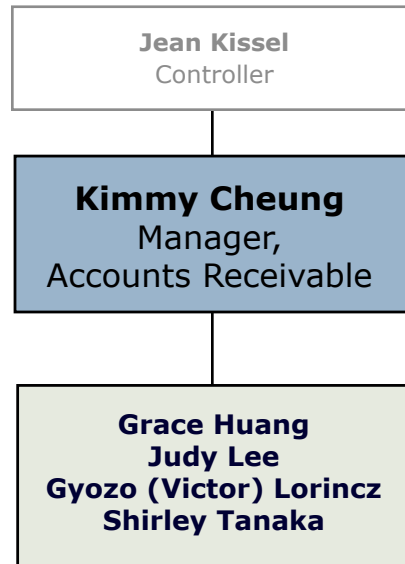 Jean Kissel
Controller
Kimmy Cheung
Manager,
Accounts Receivable
Grace Huang
Judy Lee
Gyozo (Victor) Lorincz
Shirley Tanaka